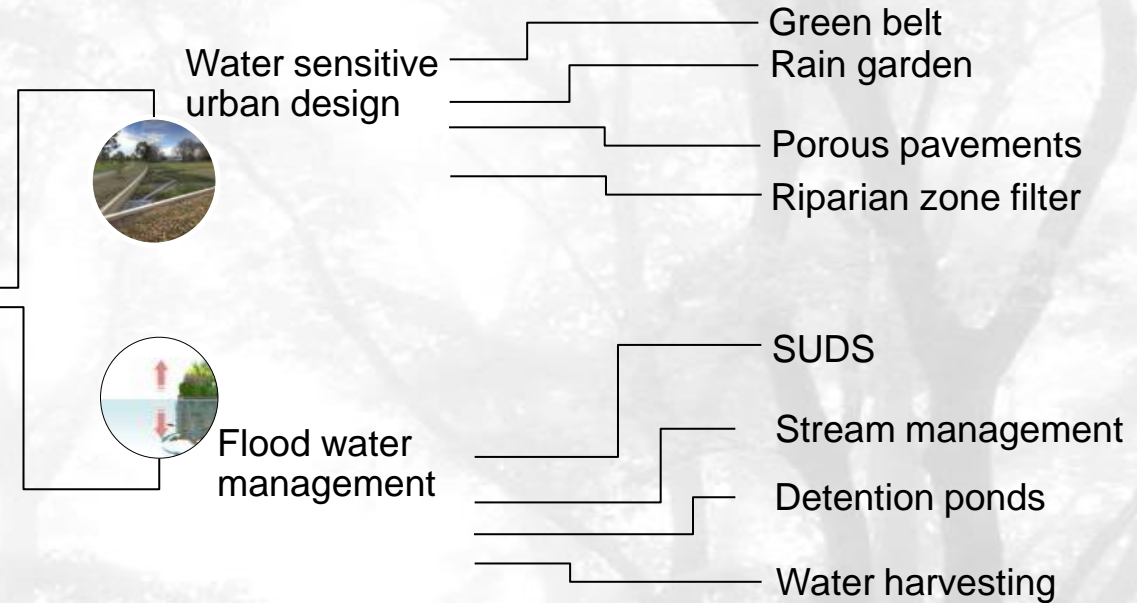 Water sensitive
urban design
Green belt
Rain garden
Porous pavements
Riparian zone filter
Flood water
management
SUDS
Stream management
Detention ponds
Water harvesting